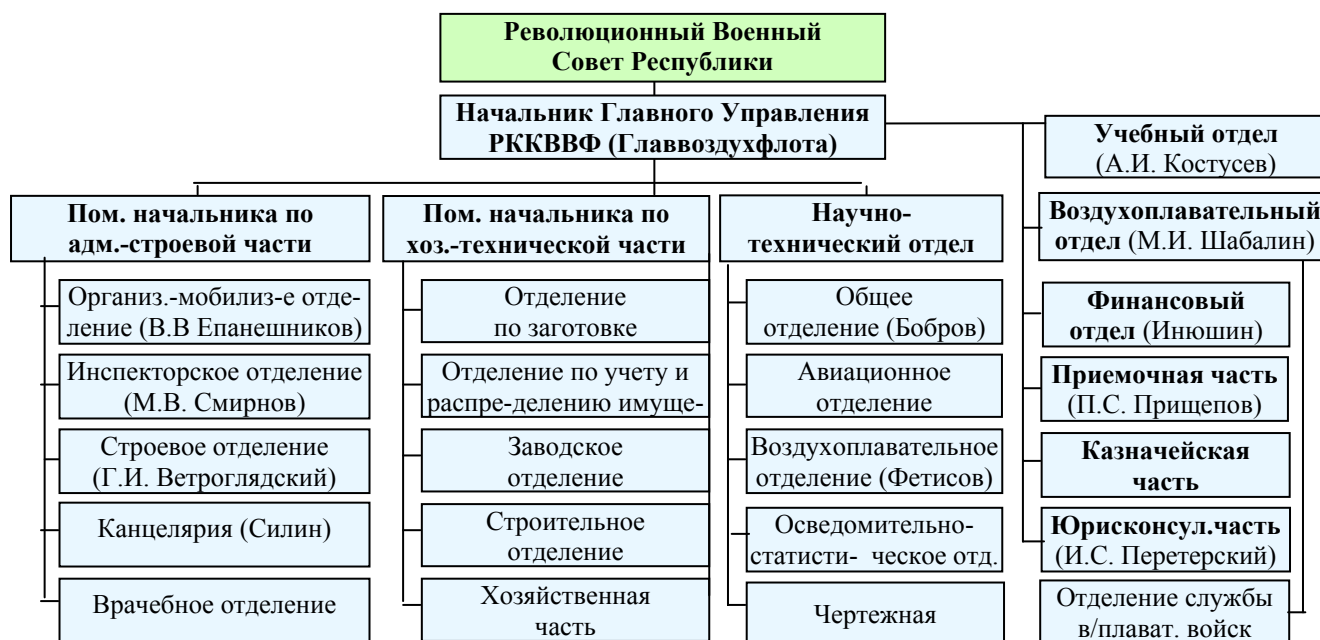 Революционный Военный
Совет Республики
Начальник Главного Управления
РККВВФ (Главвоздухфлота)
Пом. начальника по
адм.-строевой части
Организ.-мобилиз-е отде-
ление (В.В Епанешников)
Инспекторское отделение
(М.В. Смирнов)
Строевое отделение
(Г.И. Ветроглядский)
Канцелярия (Силин)
Врачебное отделение
Пом. начальника по
хоз.-технической части
Отделение
по заготовке
Отделение по учету и
распре-делению имуще-
Заводское
отделение
Строительное
отделение
Хозяйственная
часть
Научно-
технический отдел
Общее
отделение (Бобров)
Авиационное
отделение
Воздухоплавательное
отделение (Фетисов)
Осведомительно-
статисти- ческое отд.
Чертежная
Учебный отдел
(А.И. Костусев)
Воздухоплавательный
отдел (М.И. Шабалин)
Финансовый
отдел (Инюшин)
Приемочная часть
(П.С. Прищепов)
Казначейская
часть
Юрисконсул.часть
(И.С. Перетерский)
Отделение службы
в/плават. войск